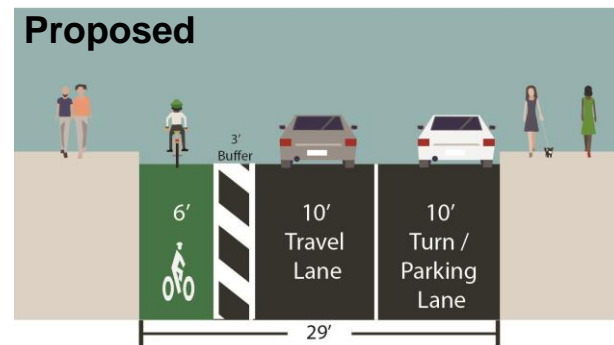 Proposed
3'
Buffer
6'
10'
Travel
Lane
10'
Turn /
Parking
Lane
29'